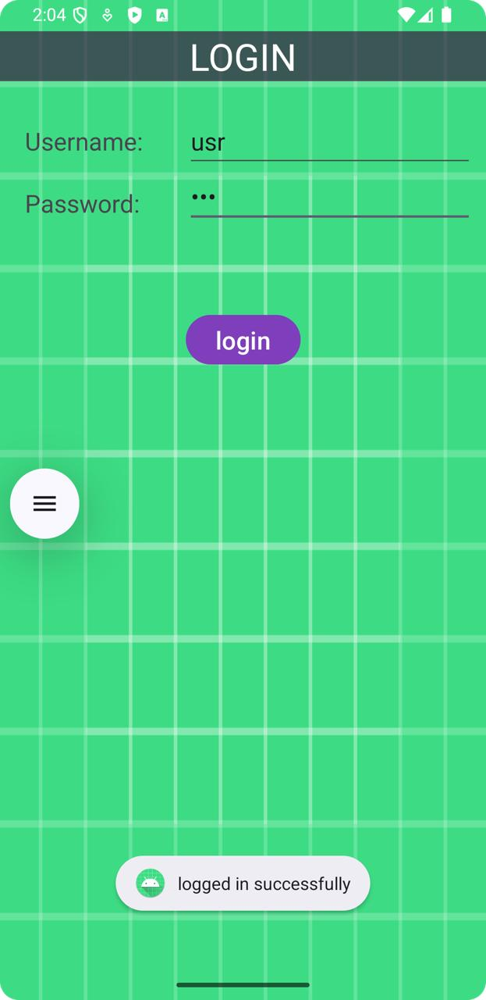 2:04
LOGIN
Username: usr
Password: •••
login
logged in successfully